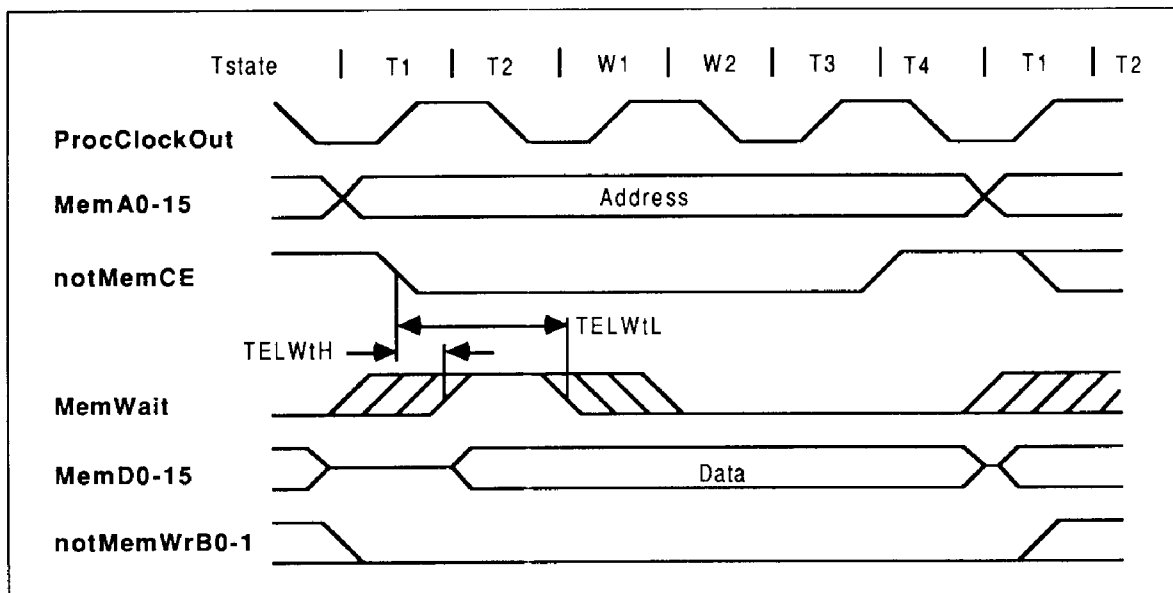 Tstate | T1 | T2 | W1 | W2 | T3 | T4 | T1 | T2
ProcClockOut
MemA0-15 Address
notMemCE
TELWtL
TELWtH
MemWait
MemD0-15 Data
notMemWrB0-1